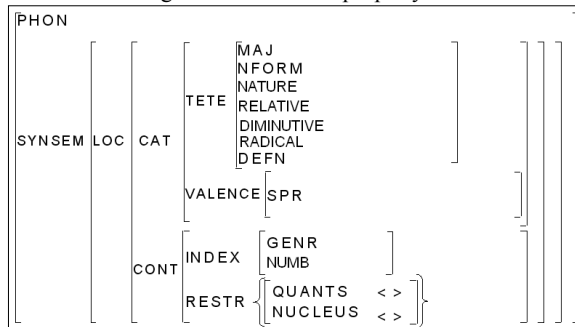 PHON
MAJ
NFORM
NATURE
TETE RELATIVE
DIMINUTIVE
SYNSEM LOC CAT RADICAL
DEFN
VALENCE SPR
GENR
INDEX NUMB
CONT
QUANTS < >
RESTR NUCLEUS < >